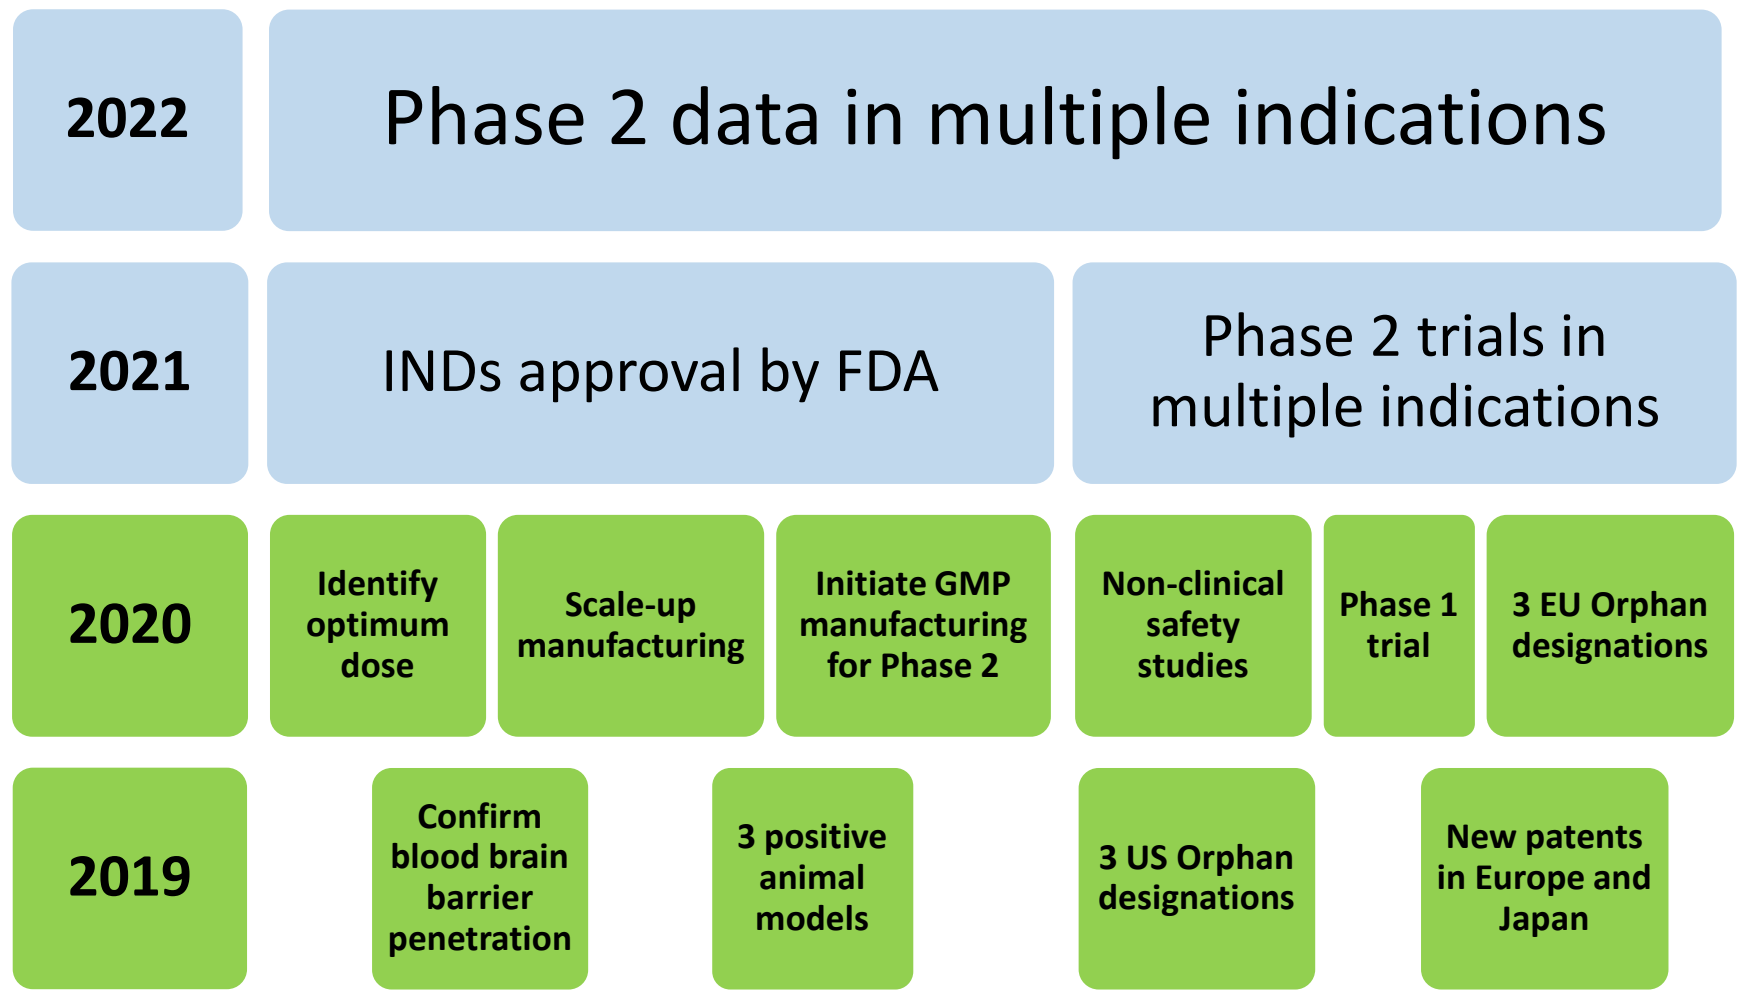 2022
Phase 2 data in multiple indications
2021
INDs approval by FDA
Phase 2 trials in
multiple indications
2020
Identify
optimum
dose
Scale-up
manufacturing
Initiate GMP
manufacturing
for Phase 2
Non-clinical
safety
studies
Phase 1
trial
3 EU Orphan
designations
2019
Confirm
blood brain
barrier
penetration
3 positive
animal
models
3 US Orphan
designations
New patents
in Europe and
Japan